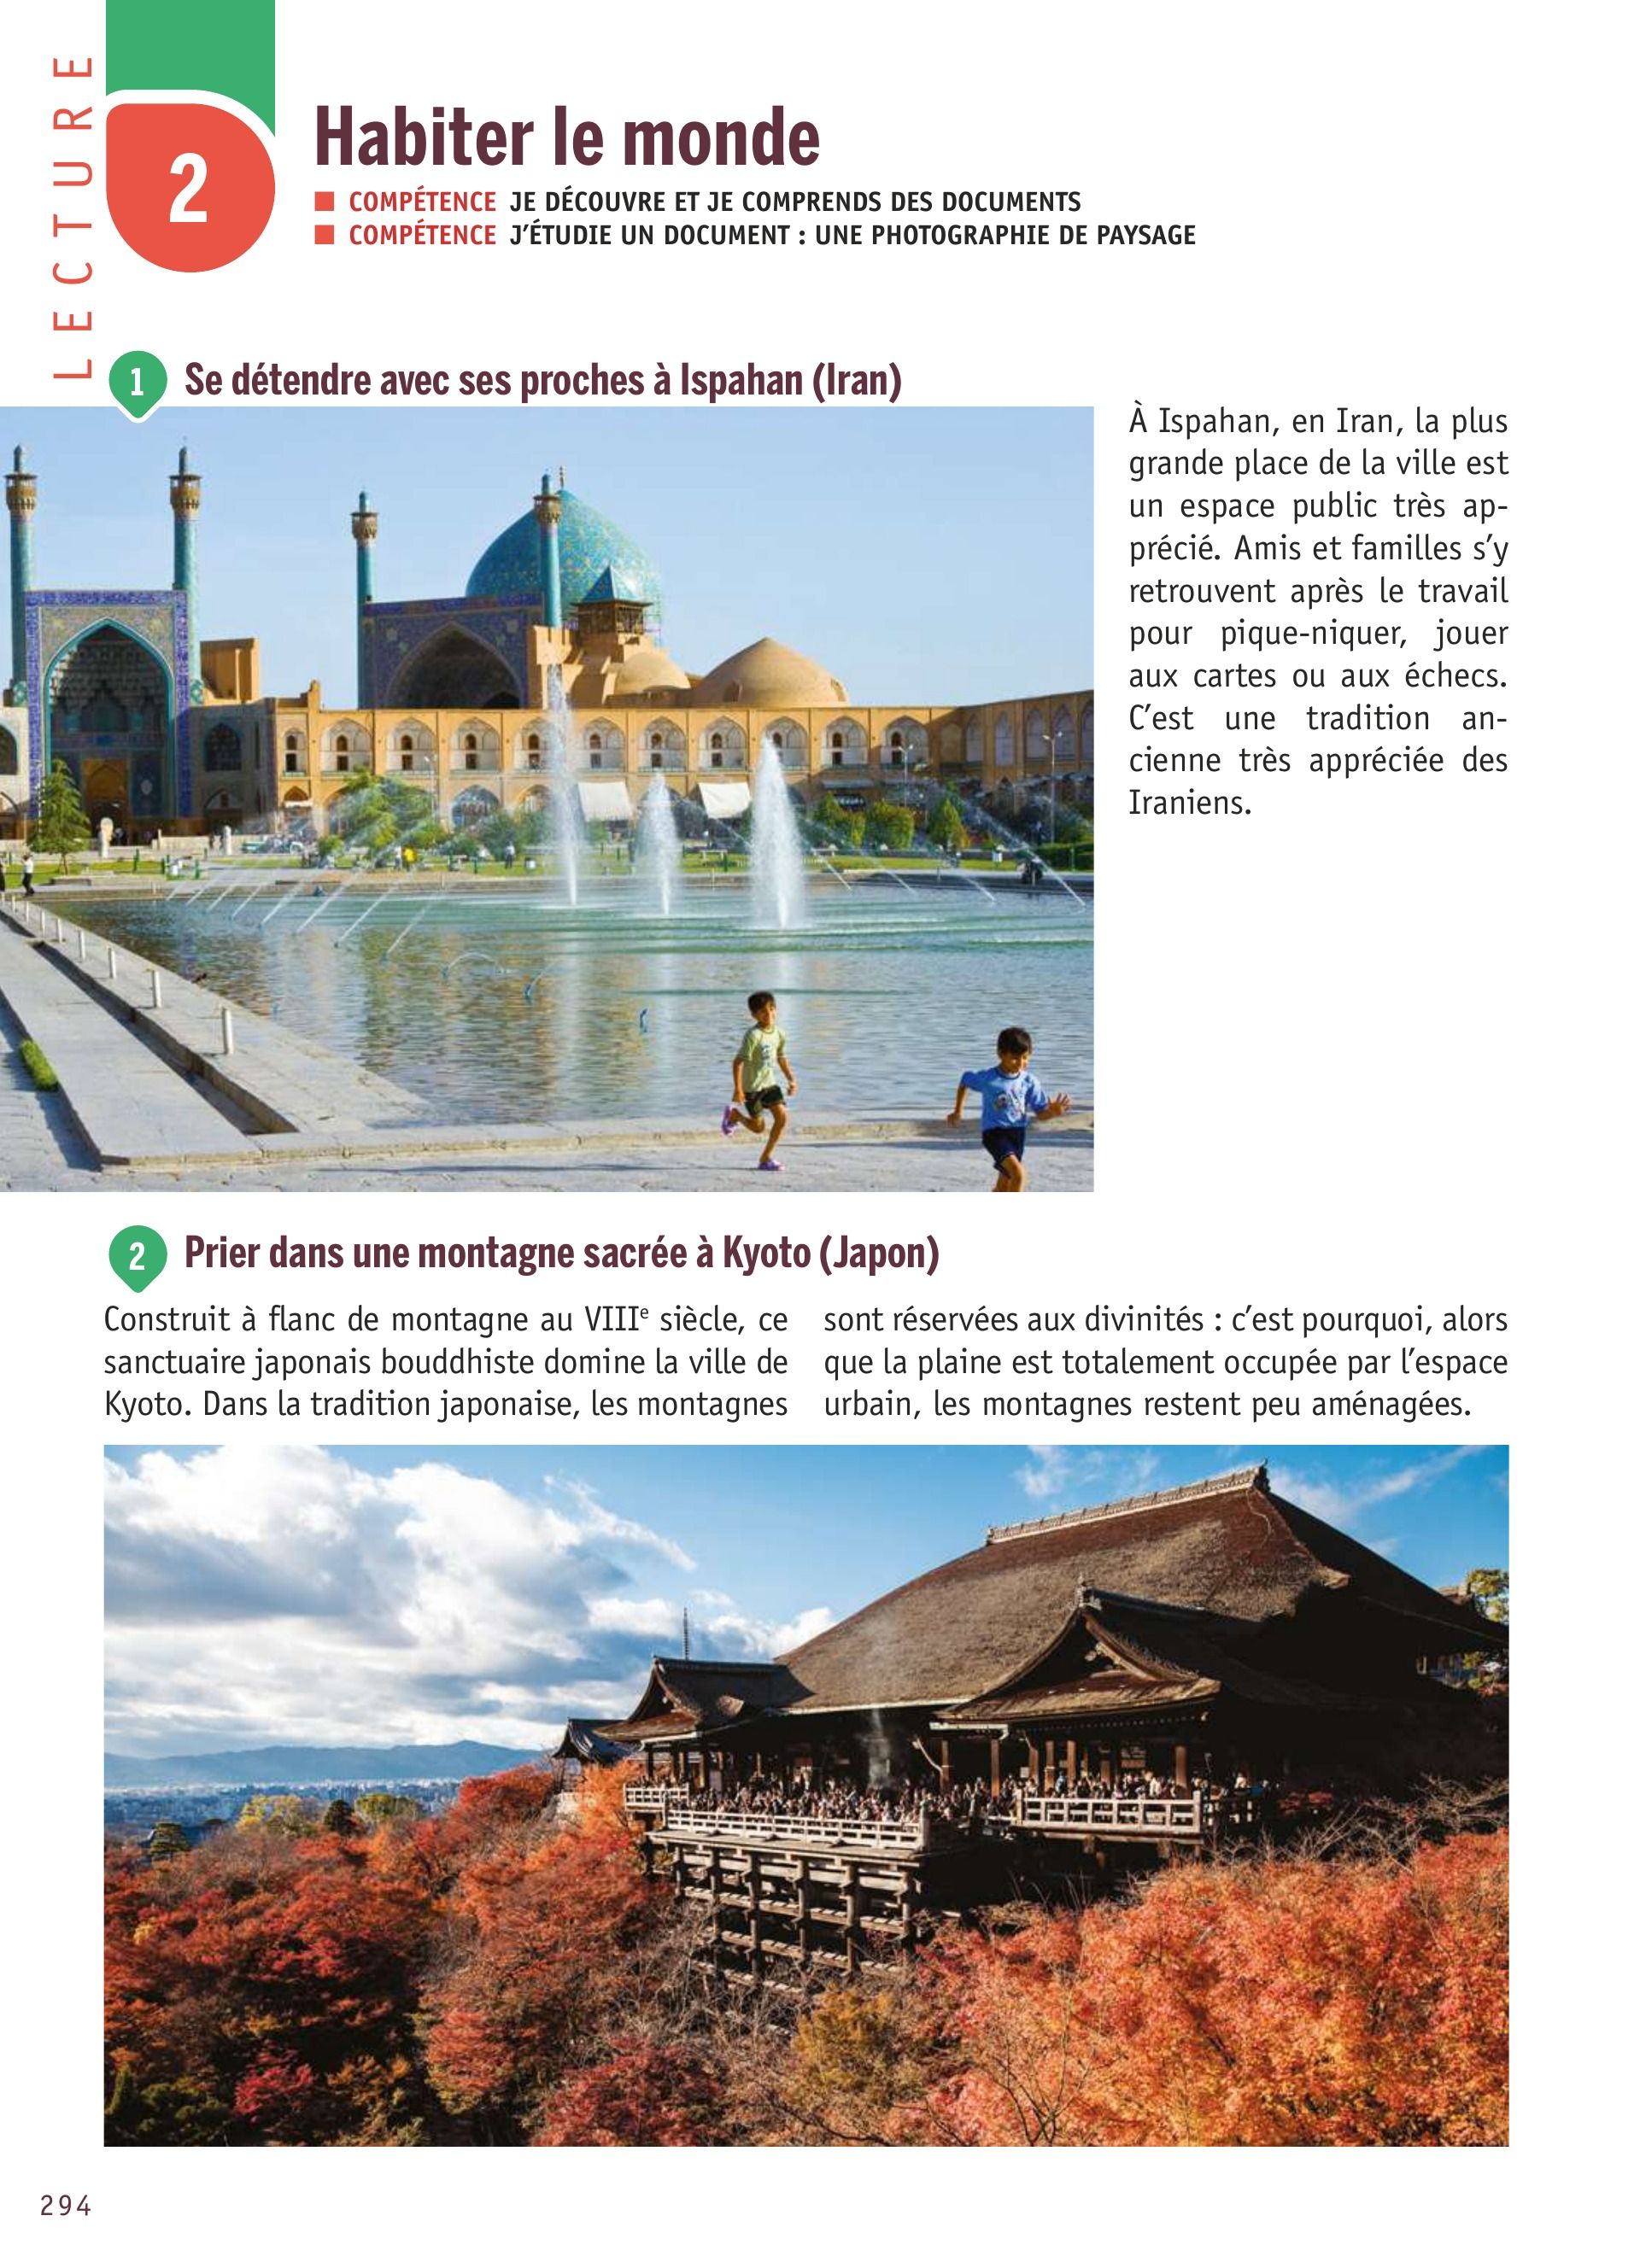 LECTURE
2
Habiter le monde
■ COMPÉTENCE JE DÉCOUVRE ET JE COMPRENDS DES DOCUMENTS
■ COMPÉTENCE J’ÉTUDIE UN DOCUMENT : UNE PHOTOGRAPHIE DE PAYSAGE
1 Se détendre avec ses proches à Ispahan (Iran)
À Ispahan, en Iran, la plus
grande place de la ville est
un espace public très ap-
précié. Amis et familles s’y
retrouvent après le travail
pour pique-niquer, jouer
aux cartes ou aux échecs.
C’est une tradition an-
cienne très appréciée des
Iraniens.
2 Prier dans une montagne sacrée à Kyoto (Japon)
Construit à flanc de montagne au VIIIe siècle, ce
sanctuaire japonais bouddhiste domine la ville de
Kyoto. Dans la tradition japonaise, les montagnes
sont réservées aux divinités : c’est pourquoi, alors
que la plaine est totalement occupée par l’espace
urbain, les montagnes restent peu aménagées.
294